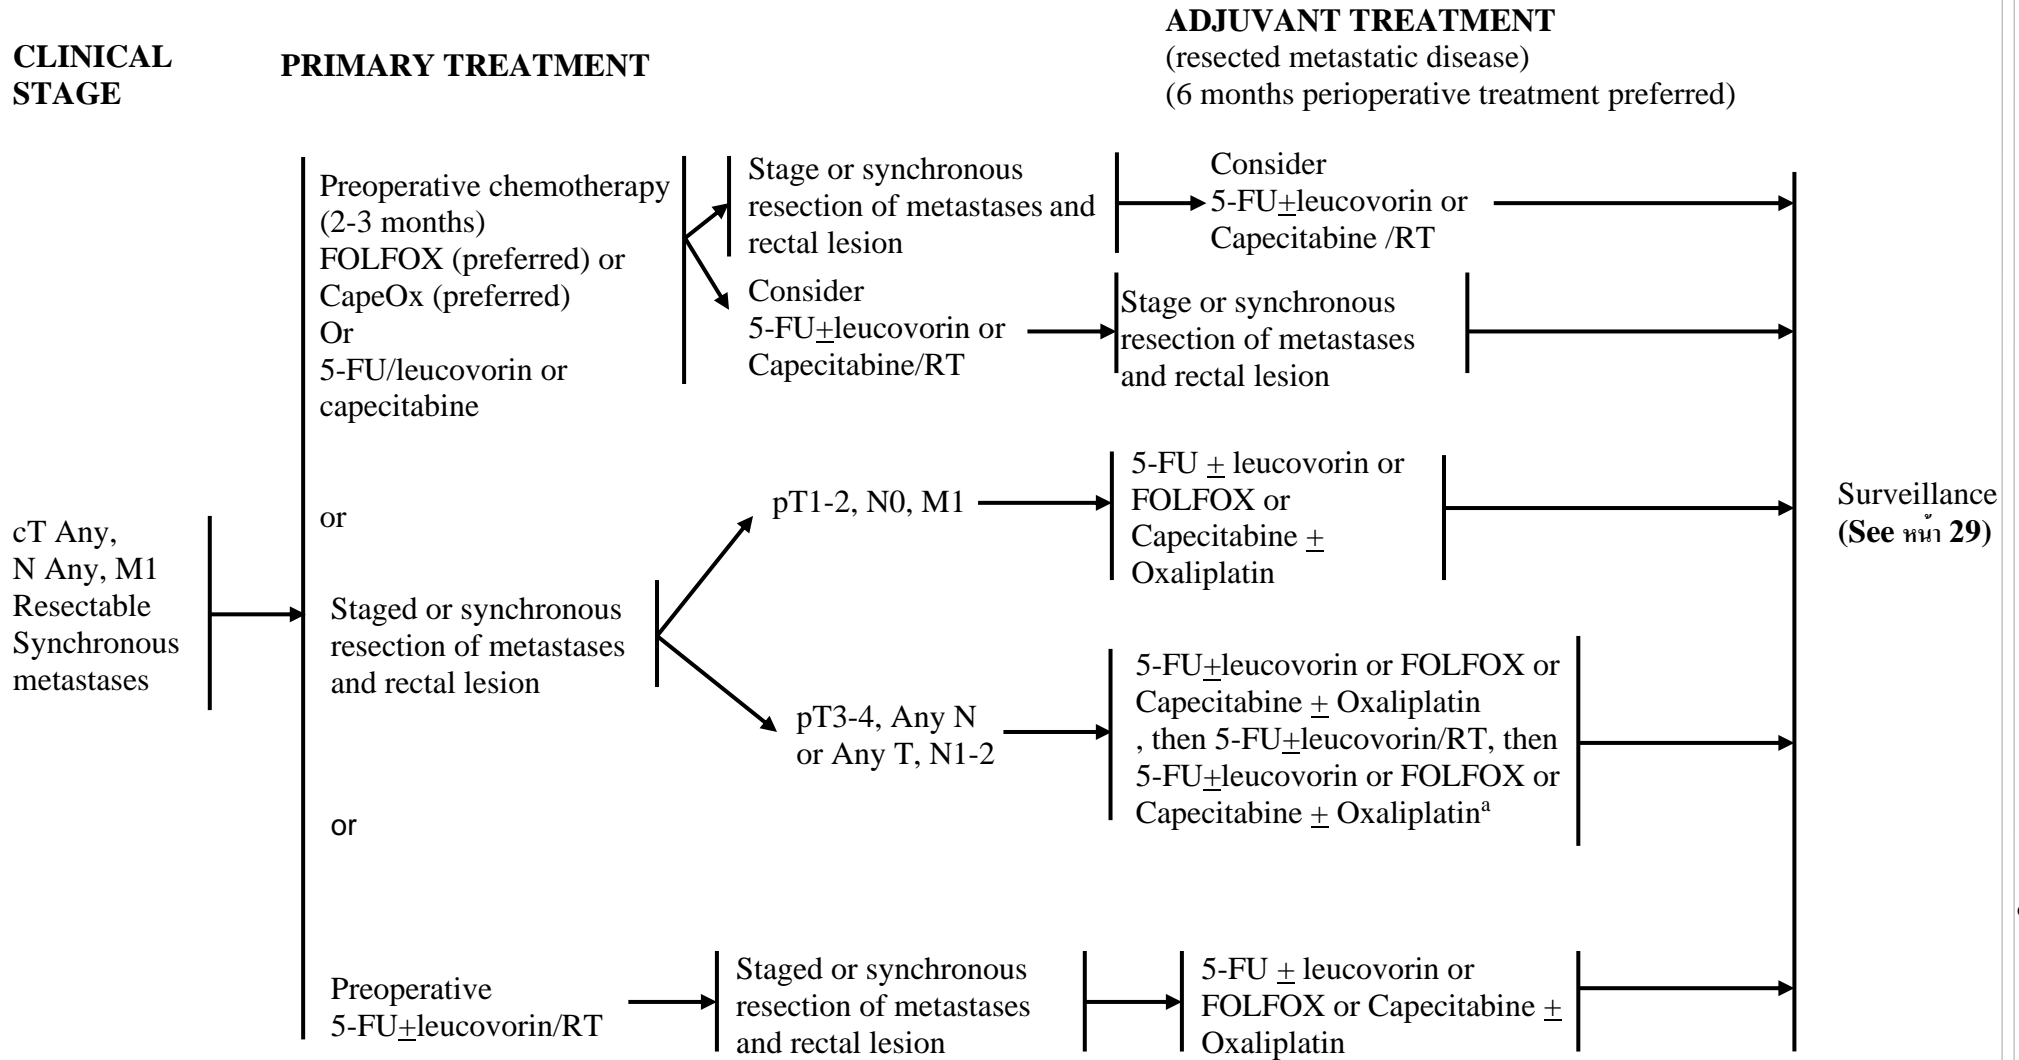 CLINICAL
STAGE
PRIMARY TREATMENT
ADJUVANT TREATMENT
(resected metastatic disease)
(6 months perioperative treatment preferred)
Preoperative chemotherapy
(2-3 months)
FOLFOX (preferred) or
CapeOx (preferred)
Or
5-FU/leucovorin or
capecitabine
Stage or synchronous
resection of metastases and
rectal lesion
Consider
5-FU+leucovorin or
Capecitabine /RT
Consider
5-FU+leucovorin or
Capecitabine/RT
Stage or synchronous
resection of metastases
and rectal lesion
cT Any,
N Any, M1
Resectable
Synchronous
metastases
or
Staged or synchronous
resection of metastases
and rectal lesion
pT1-2, N0, M1
5-FU + leucovorin or
FOLFOX or
Capecitabine +
Oxaliplatin
pT3-4, Any N
or Any T, N1-2
5-FU+leucovorin or FOLFOX or
Capecitabine + Oxaliplatin
, then 5-FU+leucovorin/RT, then
5-FU+leucovorin or FOLFOX or
Capecitabine + Oxaliplatinᵃ
Surveillance
(See หน้า 29)
or
Preoperative
5-FU+leucovorin/RT
Staged or synchronous
resection of metastases
and rectal lesion
5-FU + leucovorin or
FOLFOX or Capecitabine +
Oxaliplatin